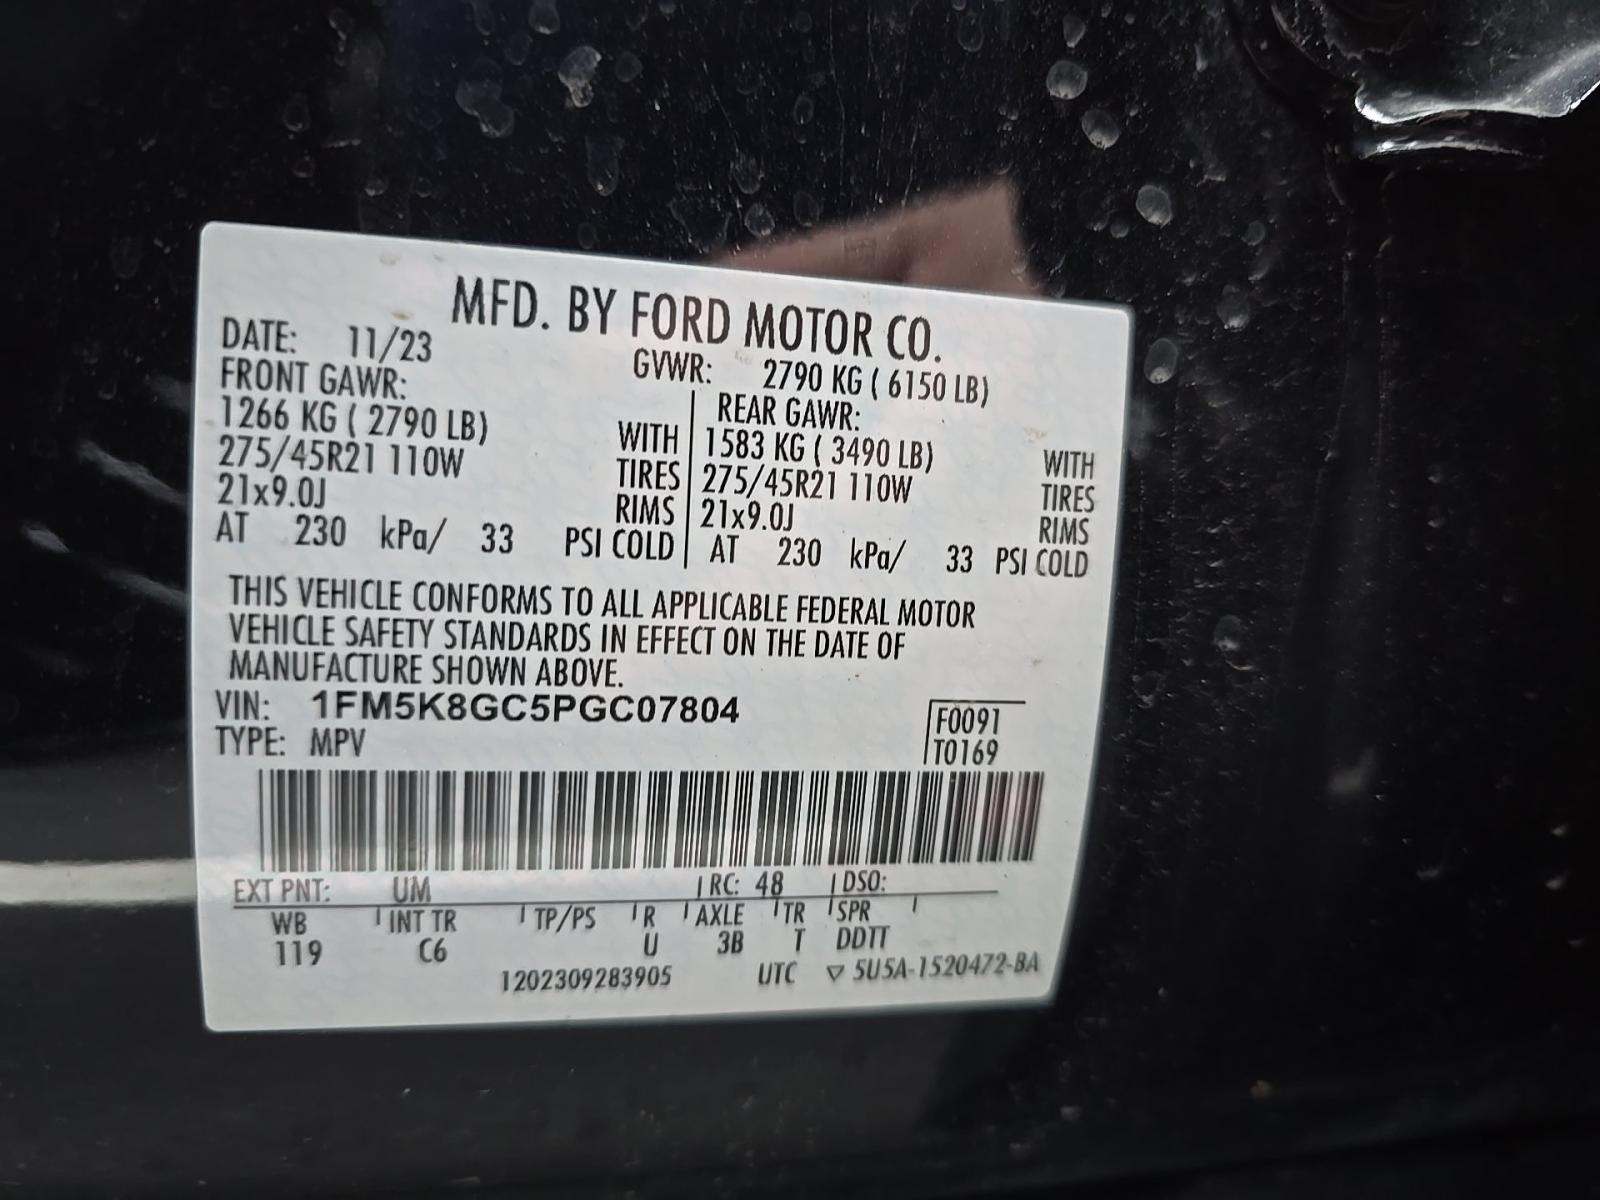 MFD. BY FORD MOTOR CO.
DATE: 11/23 GVWR: 2790 KG ( 6150 LB)
FRONT GAWR: REAR GAWR:
1266 KG ( 2790 LB) WITH 1583 KG ( 3490 LB) WITH
275/45R21 110W TIRES 275/45R21 110W TIRES
21x9.0J RIMS 21x9.0J RIMS
AT 230 kPa/ 33 PSI COLD AT 230 kPa/ 33 PSI COLD
THIS VEHICLE CONFORMS TO ALL APPLICABLE FEDERAL MOTOR
VEHICLE SAFETY STANDARDS IN EFFECT ON THE DATE OF
MANUFACTURE SHOWN ABOVE.
VIN: 1FM5K8GC5PGC07804 F0091
TYPE: MPV T0169
EXT PNT: UM RC: 48 DSO:
WB INT TR TP/PS R AXLE TR SPR
119 C6 U 3B T DDTT
1202309283905 UTC ▽ 5U5A-1520472-BA